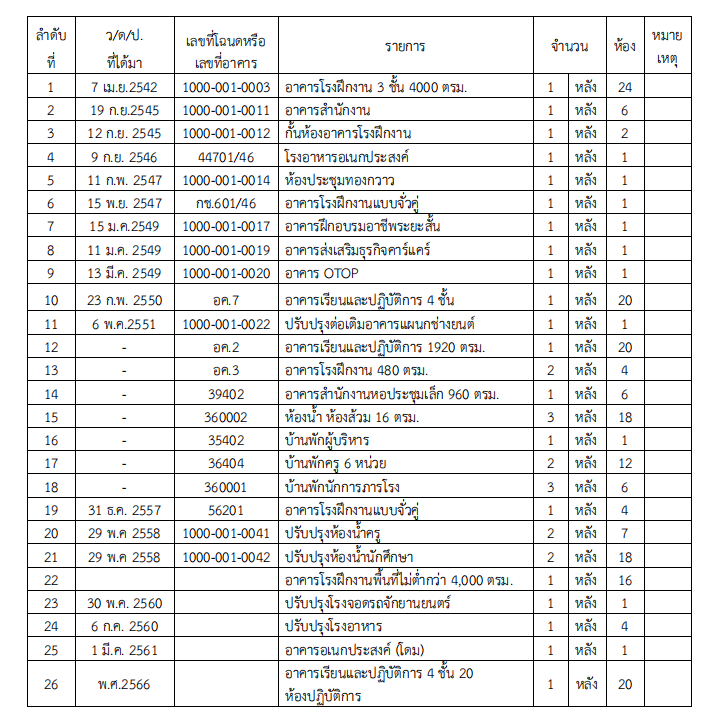 ลำดับที่ ว/ด/ป. ที่ได้มา เลขที่โฉนดหรือเลขที่อาคาร รายการ จำนวน ห้อง หมายเหตุ
1 7 เม.ย.2542 1000-001-0003 อาคารโรงฝึกงาน 3 ชั้น 4000 ตรม. 1 หลัง 24
2 19 ก.ย.2545 1000-001-0011 อาคารสำนักงาน 1 หลัง 6
3 12 ก.ย. 2545 1000-001-0012 กั้นห้องอาคารโรงฝึกงาน 1 หลัง 2
4 9 ก.ย. 2546 44701/46 โรงอาหารอเนกประสงค์ 1 หลัง 1
5 11 ก.พ. 2547 1000-001-0014 ห้องประชุมทองกวาว 1 หลัง 1
6 15 พ.ย. 2547 กช.601/46 อาคารโรงฝึกงานแบบจั่วคู่ 1 หลัง 1
7 15 ม.ค.2549 1000-001-0017 อาคารฝึกอบรมอาชีพระยะสั้น 1 หลัง 1
8 11 ม.ค. 2549 1000-001-0019 อาคารส่งเสริมธุรกิจคาร์แคร์ 1 หลัง 1
9 13 มี.ค. 2549 1000-001-0020 อาคาร OTOP 1 หลัง 1
10 23 ก.พ. 2550 อค.7 อาคารเรียนและปฏิบัติการ 4 ชั้น 1 หลัง 20
11 6 พ.ค.2551 1000-001-0022 ปรับปรุงต่อเติมอาคารแผนกช่างยนต์ 1 หลัง 1
12 - อค.2 อาคารเรียนและปฏิบัติการ 1920 ตรม. 1 หลัง 20
13 - อค.3 อาคารโรงฝึกงาน 480 ตรม. 2 หลัง 4
14 - 39402 อาคารสำนักงานหอประชุมเล็ก 960 ตรม. 1 หลัง 6
15 - 360002 ห้องน้ำ ห้องส้วม 16 ตรม. 3 หลัง 18
16 - 35402 บ้านพักผู้บริหาร 1 หลัง 1
17 - 36404 บ้านพักครู 6 หน่วย 2 หลัง 12
18 - 360001 บ้านพักนักการภารโรง 3 หลัง 6
19 31 ธ.ค. 2557 56201 อาคารโรงฝึกงานแบบจั่วคู่ 1 หลัง 4
20 29 พ.ค 2558 1000-001-0041 ปรับปรุงห้องน้ำครู 2 หลัง 7
21 29 พ.ค 2558 1000-001-0042 ปรับปรุงห้องน้ำนักศึกษา 2 หลัง 18
22 อาคารโรงฝึกงานพื้นที่ไม่ต่ำกว่า 4,000 ตรม. 1 หลัง 16
23 30 พ.ค. 2560 ปรับปรุงโรงจอดรถจักยานยนตร์ 1 หลัง 1
24 6 ก.ค. 2560 ปรับปรุงโรงอาหาร 1 หลัง 4
25 1 มี.ค. 2561 อาคารอเนกประสงค์ (โดม) 1 หลัง 1
26 พ.ศ.2566 อาคารเรียนและปฏิบัติการ 4 ชั้น 20 1 หลัง 20
ห้องปฏิบัติการ